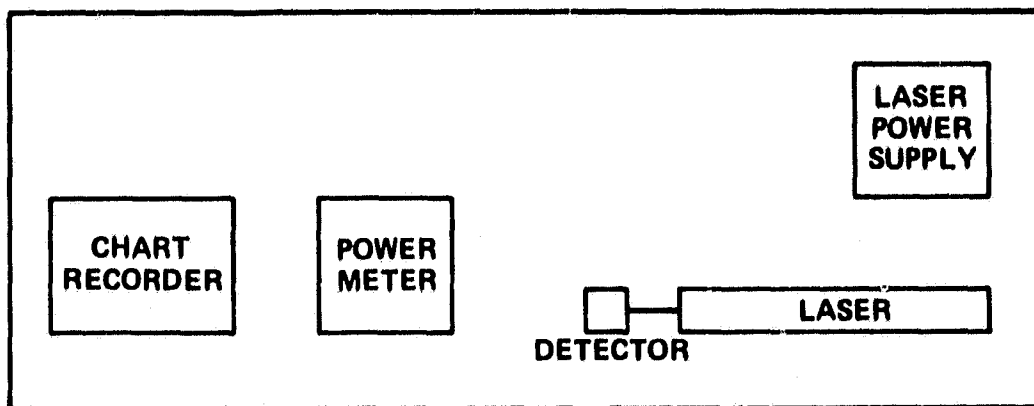 LASER
POWER
SUPPLY
CHART
RECORDER
POWER
METER
LASER
DETECTOR